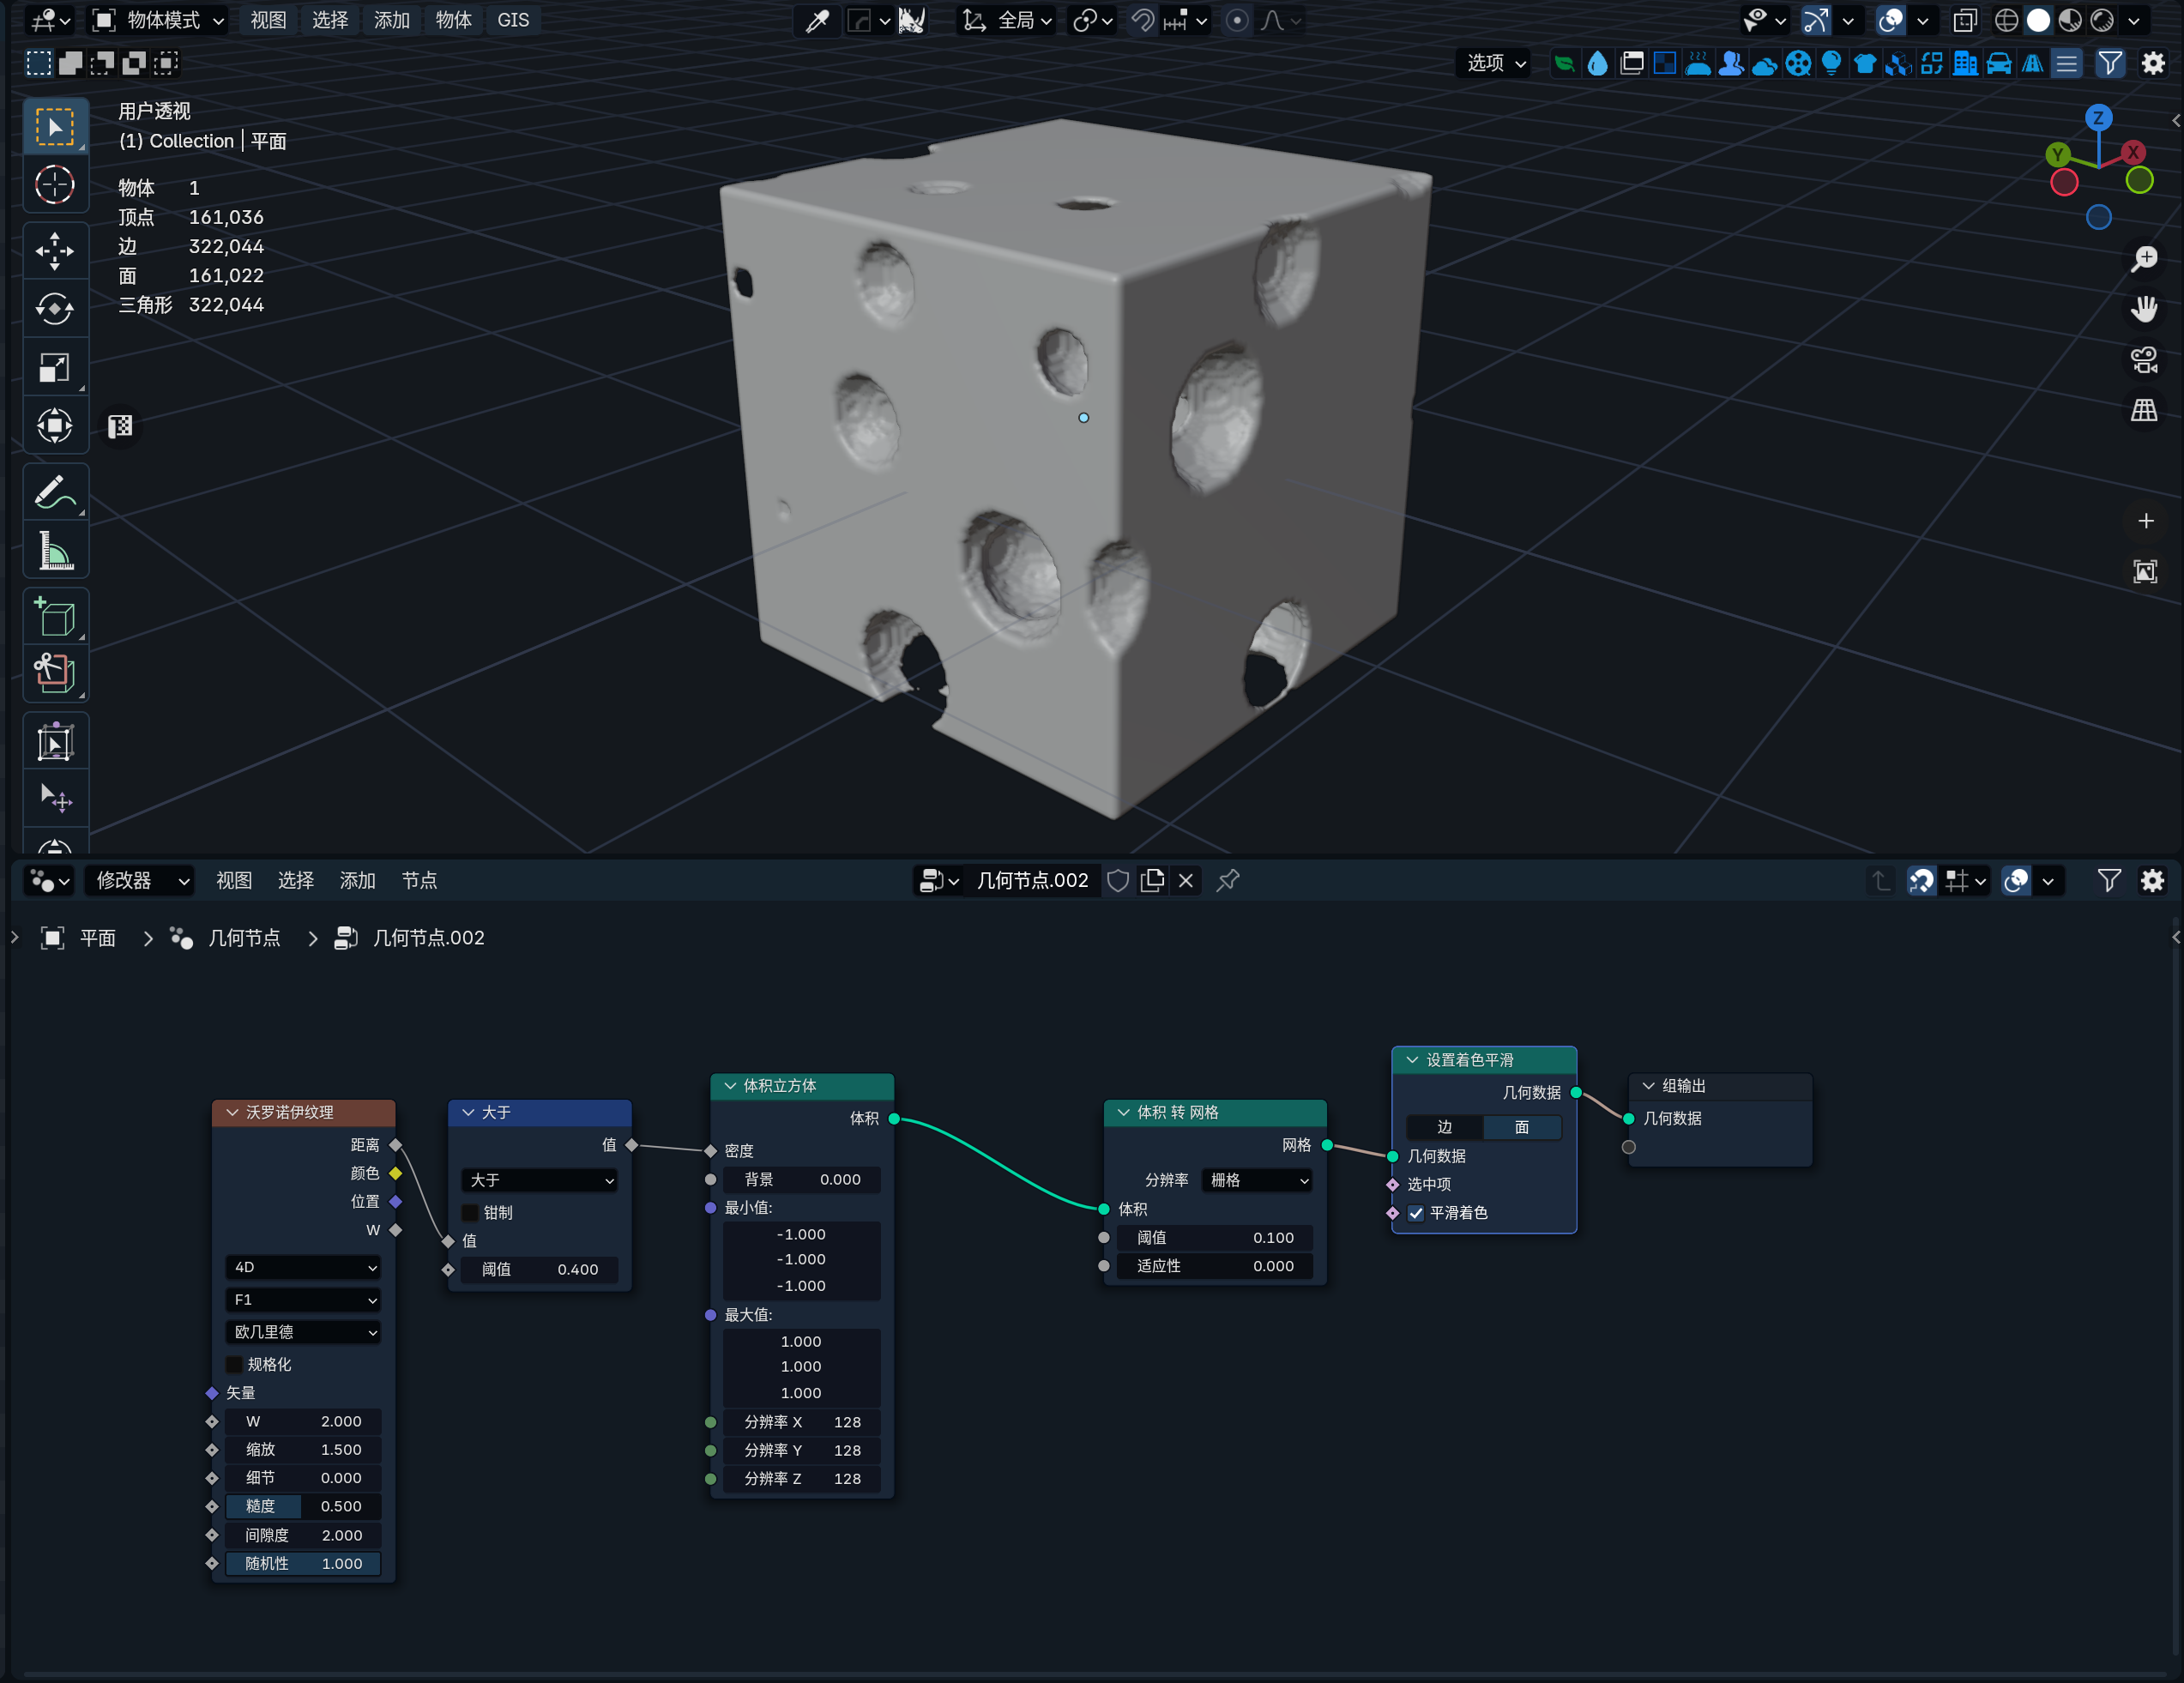 物体模式 视图 选择 添加 物体 GIS 全局
选项
用户透视
(1) Collection | 平面
物体 1
顶点 161,036
边 322,044
面 161,022
三角形 322,044
Z
Y X
修改器 视图 选择 添加 节点 几何节点.002
平面 几何节点 几何节点.002
沃罗诺伊纹理
距离
颜色
位置
W
4D
F1
欧几里德
规格化
矢量
W 2.000
缩放 1.500
细节 0.000
糙度 0.500
间隙度 2.000
随机性 1.000
大于
值
大于
钳制
值
阈值 0.400
体积立方体
体积
密度
背景 0.000
最小值:
-1.000
-1.000
-1.000
最大值:
1.000
1.000
1.000
分辨率 X 128
分辨率 Y 128
分辨率 Z 128
体积 转 网格
网格
分辨率 栅格
体积
阈值 0.100
适应性 0.000
设置着色平滑
几何数据
边 面
几何数据
选中项
平滑着色
组输出
几何数据